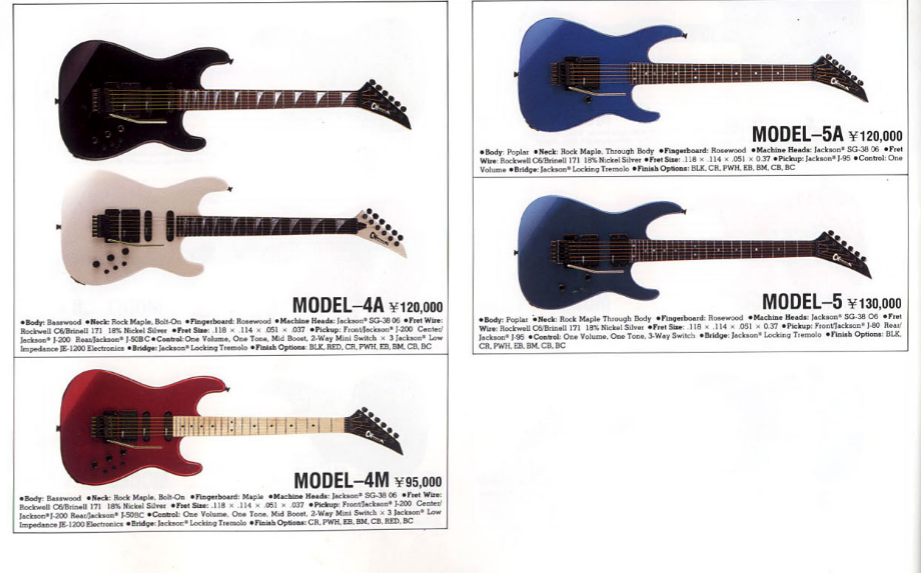 MODEL–4A ¥120,000
●Body: Basswood ●Neck: Rock Maple, Bolt-On ●Fingerboard: Rosewood ●Machine Heads: Jackson® SG-38 06 ●Fret Wire:
Rockwell C6/Brinell 171 18% Nickel Silver ●Fret Size: .118 × .114 × .051 × .037 ●Pickup: Front/Jackson® J-200 Center/
Jackson® J-200 Rear/Jackson® J-50BC ●Control: One Volume, One Tone, Mid Boost, 2-Way Mini Switch × 3 Jackson® Low
Impedance JE-1200 Electronics ●Bridge: Jackson® Locking Tremolo ●Finish Options: BLK, RED, CR, PWH, EB, BM, CB, BC
MODEL–4M ¥95,000
●Body: Basswood ●Neck: Rock Maple, Bolt-On ●Fingerboard: Maple ●Machine Heads: Jackson® SG-38 06 ●Fret Wire:
Rockwell C6/Brinell 171 18% Nickel Silver ●Fret Size: .118 × .114 × .051 × .037 ●Pickup: Front/Jackson® J-200 Center/
Jackson® J-200 Rear/Jackson® J-50BC ●Control: One Volume, One Tone, Mid Boost, 2-Way Mini Switch × 3 Jackson® Low
Impedance JE-1200 Electronics ●Bridge: Jackson® Locking Tremolo ●Finish Options: CR, PWH, EB, BM, CB, RED, BC
MODEL–5A ¥120,000
●Body: Poplar ●Neck: Rock Maple, Through Body ●Fingerboard: Rosewood ●Machine Heads: Jackson® SG-38 06 ●Fret
Wire: Rockwell C6/Brinell 171 18% Nickel Silver ●Fret Size: .118 × .114 × .051 × 0.37 ●Pickup: Jackson® J-95 ●Control: One
Volume ●Bridge: Jackson® Locking Tremolo ●Finish Options: BLK, CR, PWH, EB, BM, CB, BC
MODEL–5 ¥130,000
●Body: Poplar ●Neck: Rock Maple Through Body ●Fingerboard: Rosewood ●Machine Heads: Jackson® SG-38 O6 ●Fret
Wire: Rockwell C6/Brinell 171 18% Nickel Silver ●Fret Size: .118 × .114 × .051 × 0.37 ●Pickup: Front/Jackson® J-80 Rear/
Jackson® J-95 ●Control: One Volume, One Tone, 3-Way Switch ●Bridge: Jackson® Locking Tremolo ●Finish Options: BLK,
CR, PWH, EB, BM, CB, BC